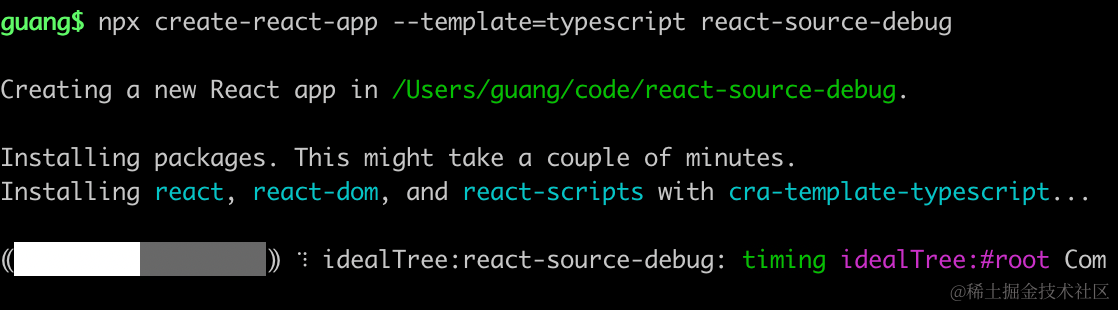 guang$ npx create-react-app --template=typescript react-source-debug
Creating a new React app in /Users/guang/code/react-source-debug.
Installing packages. This might take a couple of minutes.
Installing react, react-dom, and react-scripts with cra-template-typescript...
(( )) ⠹ idealTree:react-source-debug: timing idealTree:#root Com
@稀土掘金技术社区